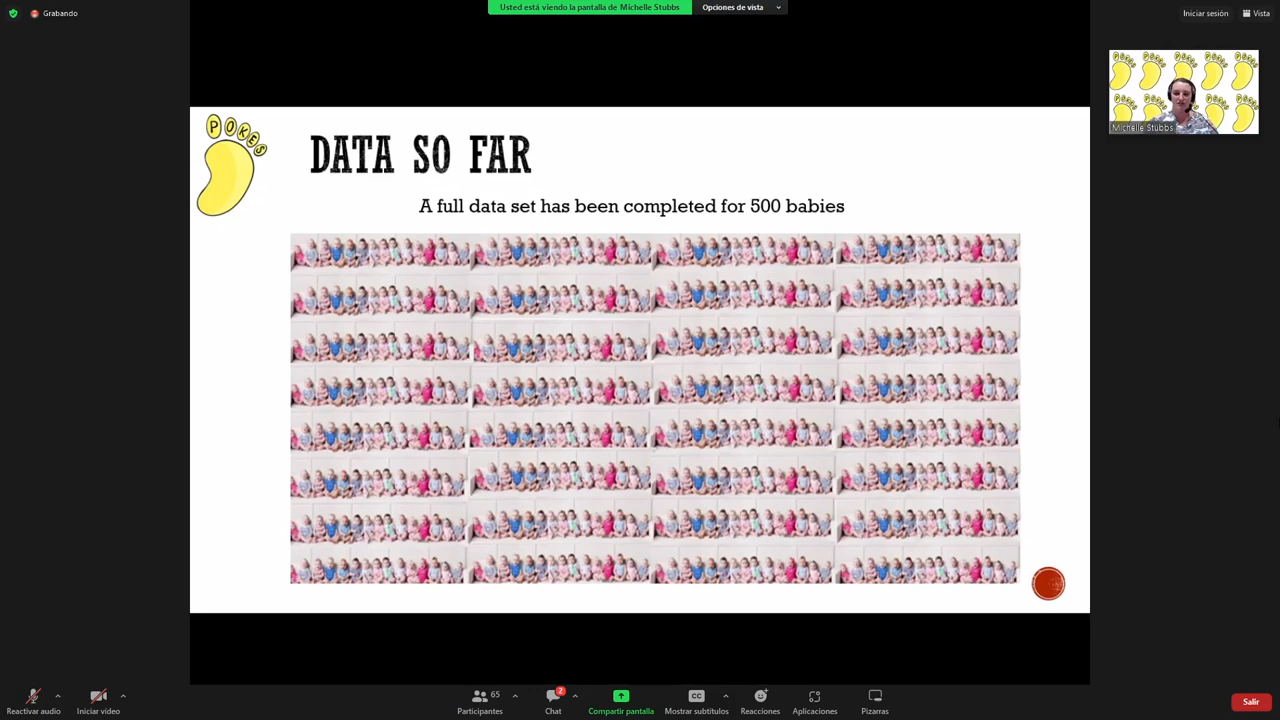 Grabando
Usted está viendo la pantalla de Michelle Stubbs
Opciones de vista
Iniciar sesión
Vista
POKES
DATA SO FAR
A full data set has been completed for 500 babies
Michelle Stubbs
Reactivar audio
Iniciar video
65
Participantes
2
Chat
Compartir pantalla
CC
Mostrar subtítulos
Reacciones
Aplicaciones
Pizarras
Salir